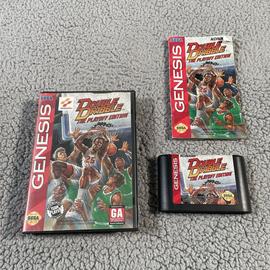 GENESIS
KONAMI
DOUBLE DRIBBLE
THE PLAYOFF EDITION
SEGA
GA
SEGA
GENESIS
DOUBLE DRIBBLE
THE PLAYOFF EDITION
SEGA
GENESIS
DOUBLE DRIBBLE
THE PLAYOFF EDITION